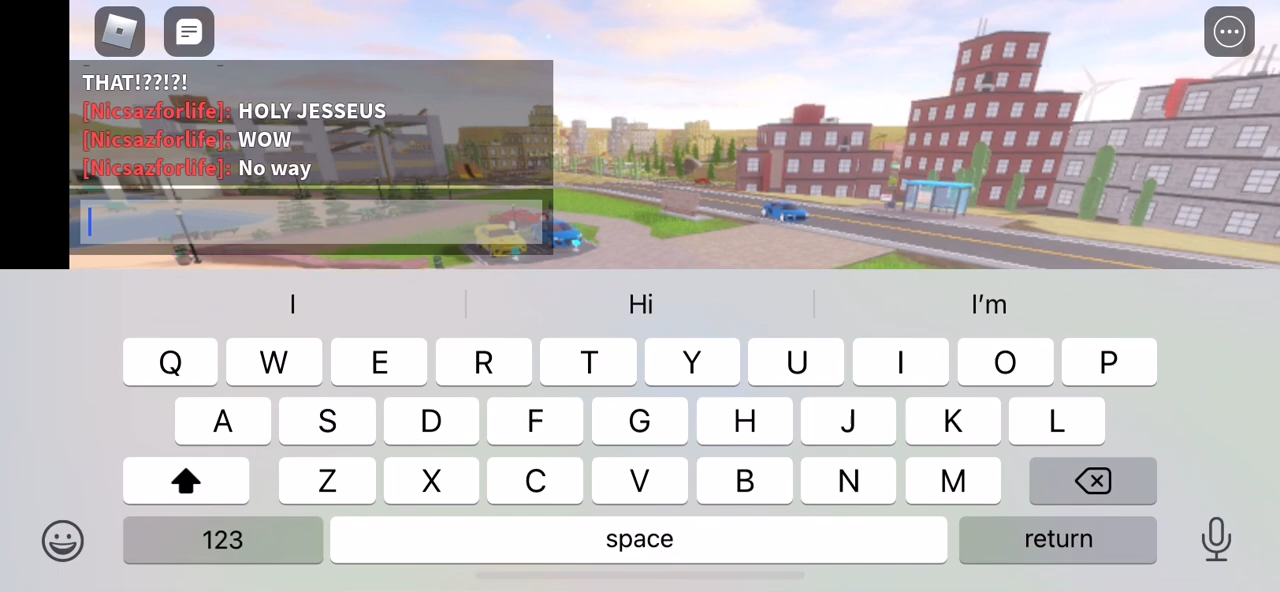 THAT!??!?!
[Nicsazforlife]: HOLY JESSEUS
[Nicsazforlife]: WOW
[Nicsazforlife]: No way
I Hi I’m
Q W E R T Y U I O P
A S D F G H J K L
Z X C V B N M
123 space return